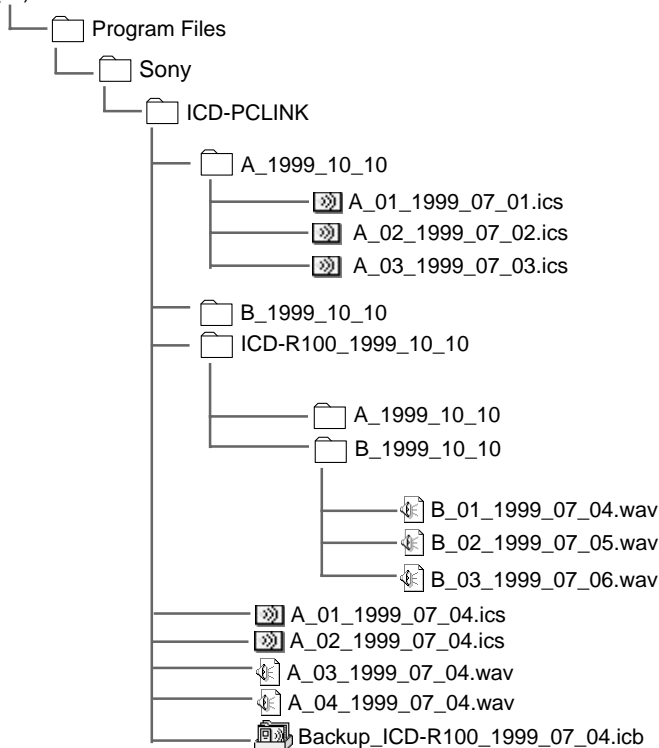 Program Files
Sony
ICD-PCLINK
A_1999_10_10
A_01_1999_07_01.ics
A_02_1999_07_02.ics
A_03_1999_07_03.ics
B_1999_10_10
ICD-R100_1999_10_10
A_1999_10_10
B_1999_10_10
B_01_1999_07_04.wav
B_02_1999_07_05.wav
B_03_1999_07_06.wav
A_01_1999_07_04.ics
A_02_1999_07_04.ics
A_03_1999_07_04.wav
A_04_1999_07_04.wav
Backup_ICD-R100_1999_07_04.icb